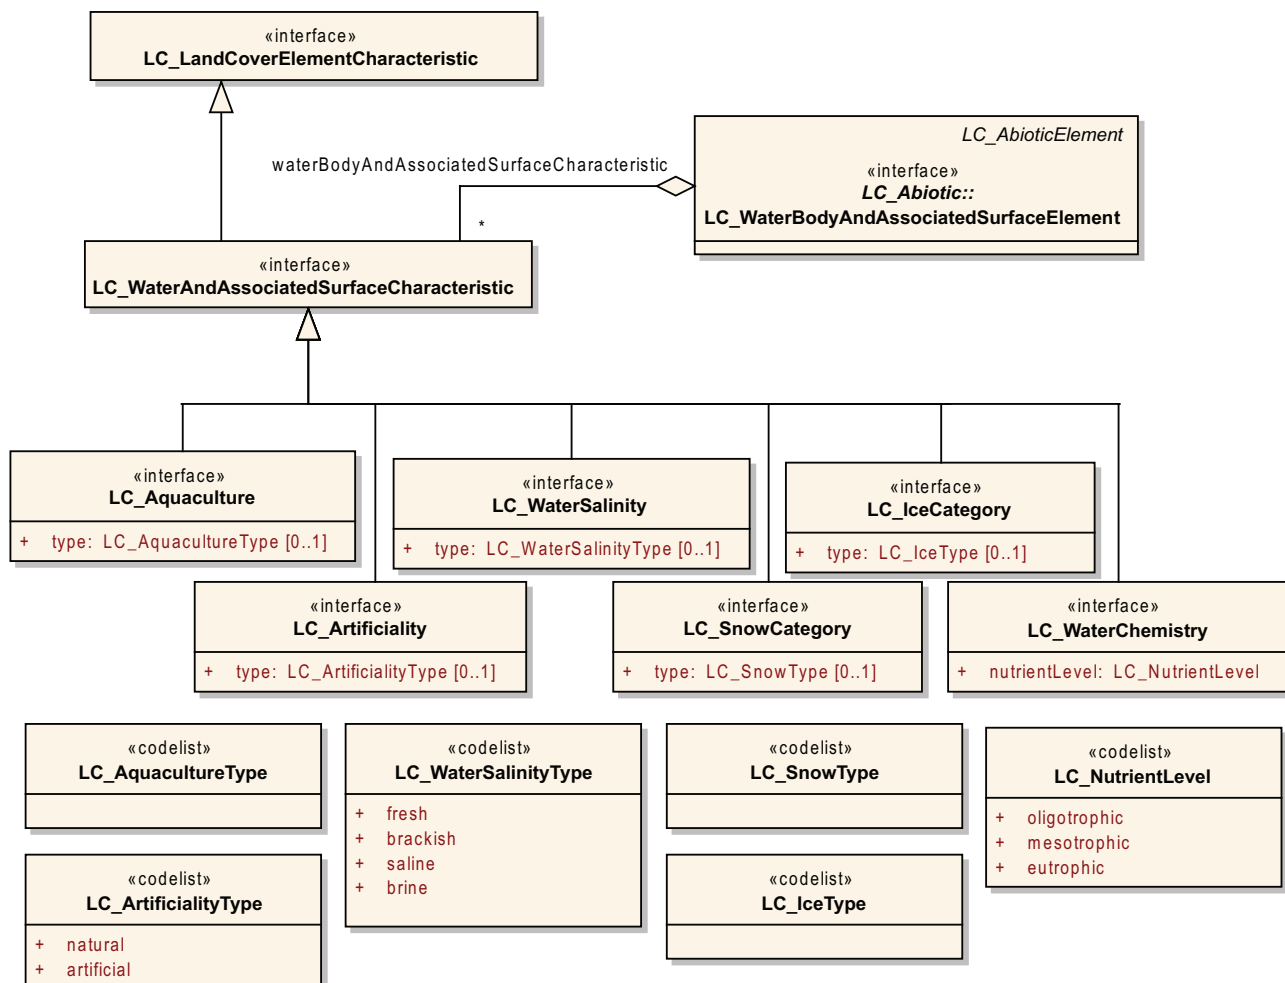 «interface»
LC_LandCoverElementCharacteristic
LC_AbioticElement
«interface»
LC_Abiotic::
LC_WaterBodyAndAssociatedSurfaceElement
waterBodyAndAssociatedSurfaceCharacteristic
*
«interface»
LC_WaterAndAssociatedSurfaceCharacteristic
«interface»
LC_Aquaculture
+ type: LC_AquacultureType [0..1]
«interface»
LC_WaterSalinity
+ type: LC_WaterSalinityType [0..1]
«interface»
LC_IceCategory
+ type: LC_IceType [0..1]
«interface»
LC_Artificiality
+ type: LC_ArtificialityType [0..1]
«interface»
LC_SnowCategory
+ type: LC_SnowType [0..1]
«interface»
LC_WaterChemistry
+ nutrientLevel: LC_NutrientLevel
«codelist»
LC_AquacultureType
«codelist»
LC_WaterSalinityType
+ fresh
+ brackish
+ saline
+ brine
«codelist»
LC_SnowType
«codelist»
LC_NutrientLevel
+ oligotrophic
+ mesotrophic
+ eutrophic
«codelist»
LC_ArtificialityType
+ natural
+ artificial
«codelist»
LC_IceType